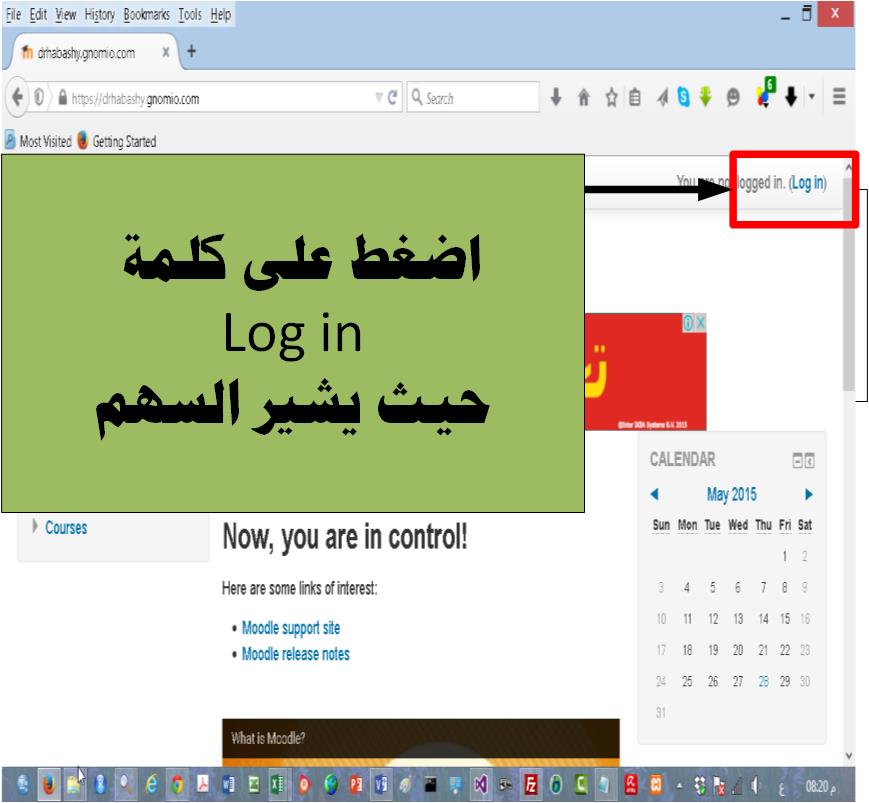 File Edit View History Bookmarks Tools Help
drhabashy.gnomio.com
https://drhabashy.gnomio.com
Search
6
Most Visited Getting Started
You are not logged in. (Log in)
اضغط على كلمة
Log in
حيث يشير السهم
©Inter IKEA Systems B.V. 2015
CALENDAR
May 2015
Sun Mon Tue Wed Thu Fri Sat
1 2
3 4 5 6 7 8 9
10 11 12 13 14 15 16
17 18 19 20 21 22 23
24 25 26 27 28 29 30
31
Courses
Now, you are in control!
Here are some links of interest:
• Moodle support site
• Moodle release notes
What is Moodle?
ع
08:20 م